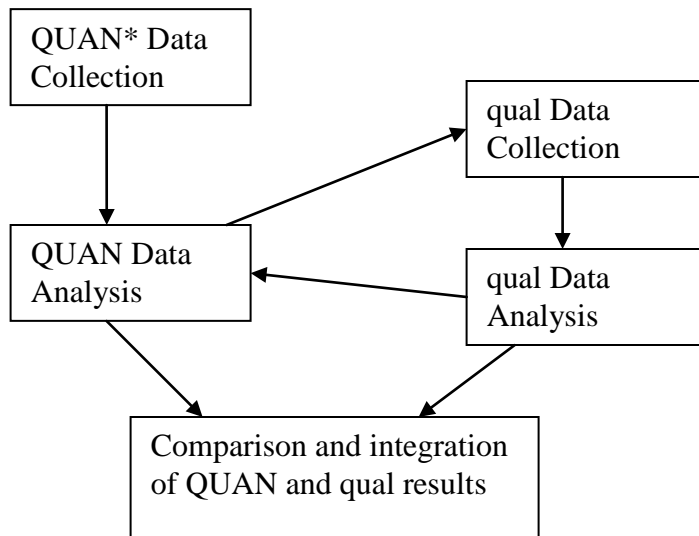 QUAN* Data
Collection
qual Data
Collection
QUAN Data
Analysis
qual Data
Analysis
Comparison and integration
of QUAN and qual results